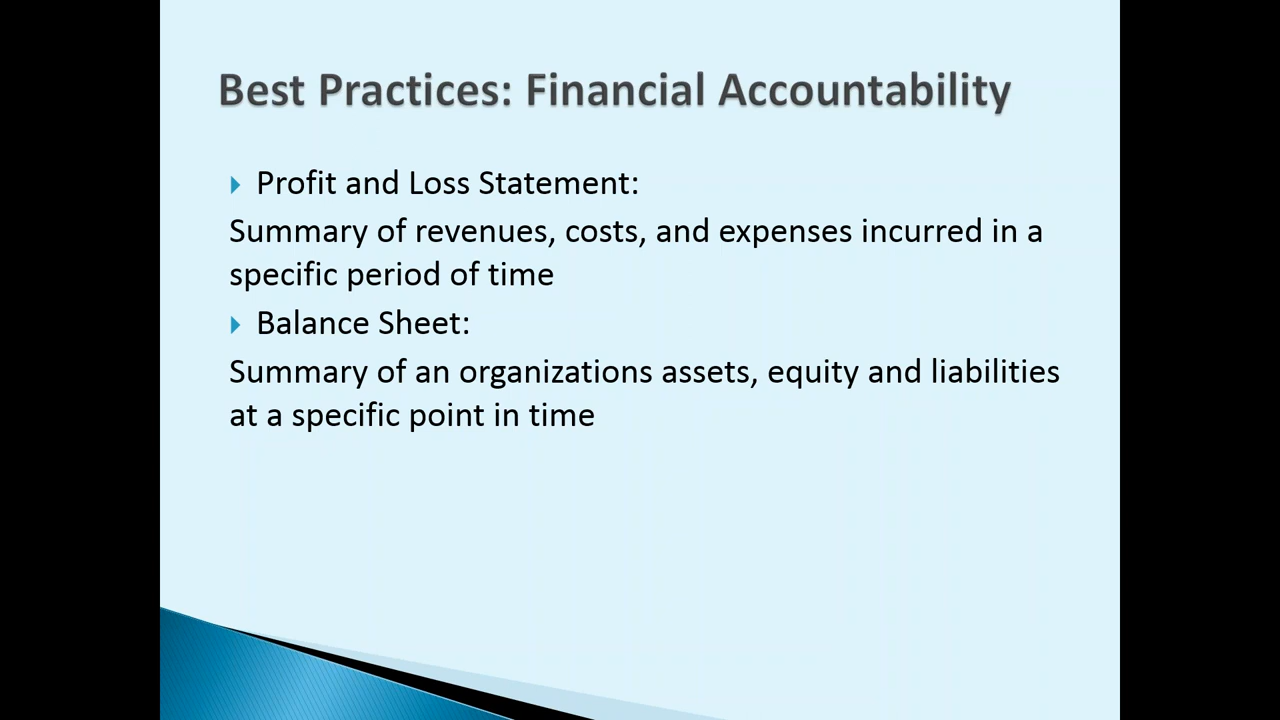 Best Practices: Financial Accountability
Profit and Loss Statement:
Summary of revenues, costs, and expenses incurred in a
specific period of time
Balance Sheet:
Summary of an organizations assets, equity and liabilities
at a specific point in time